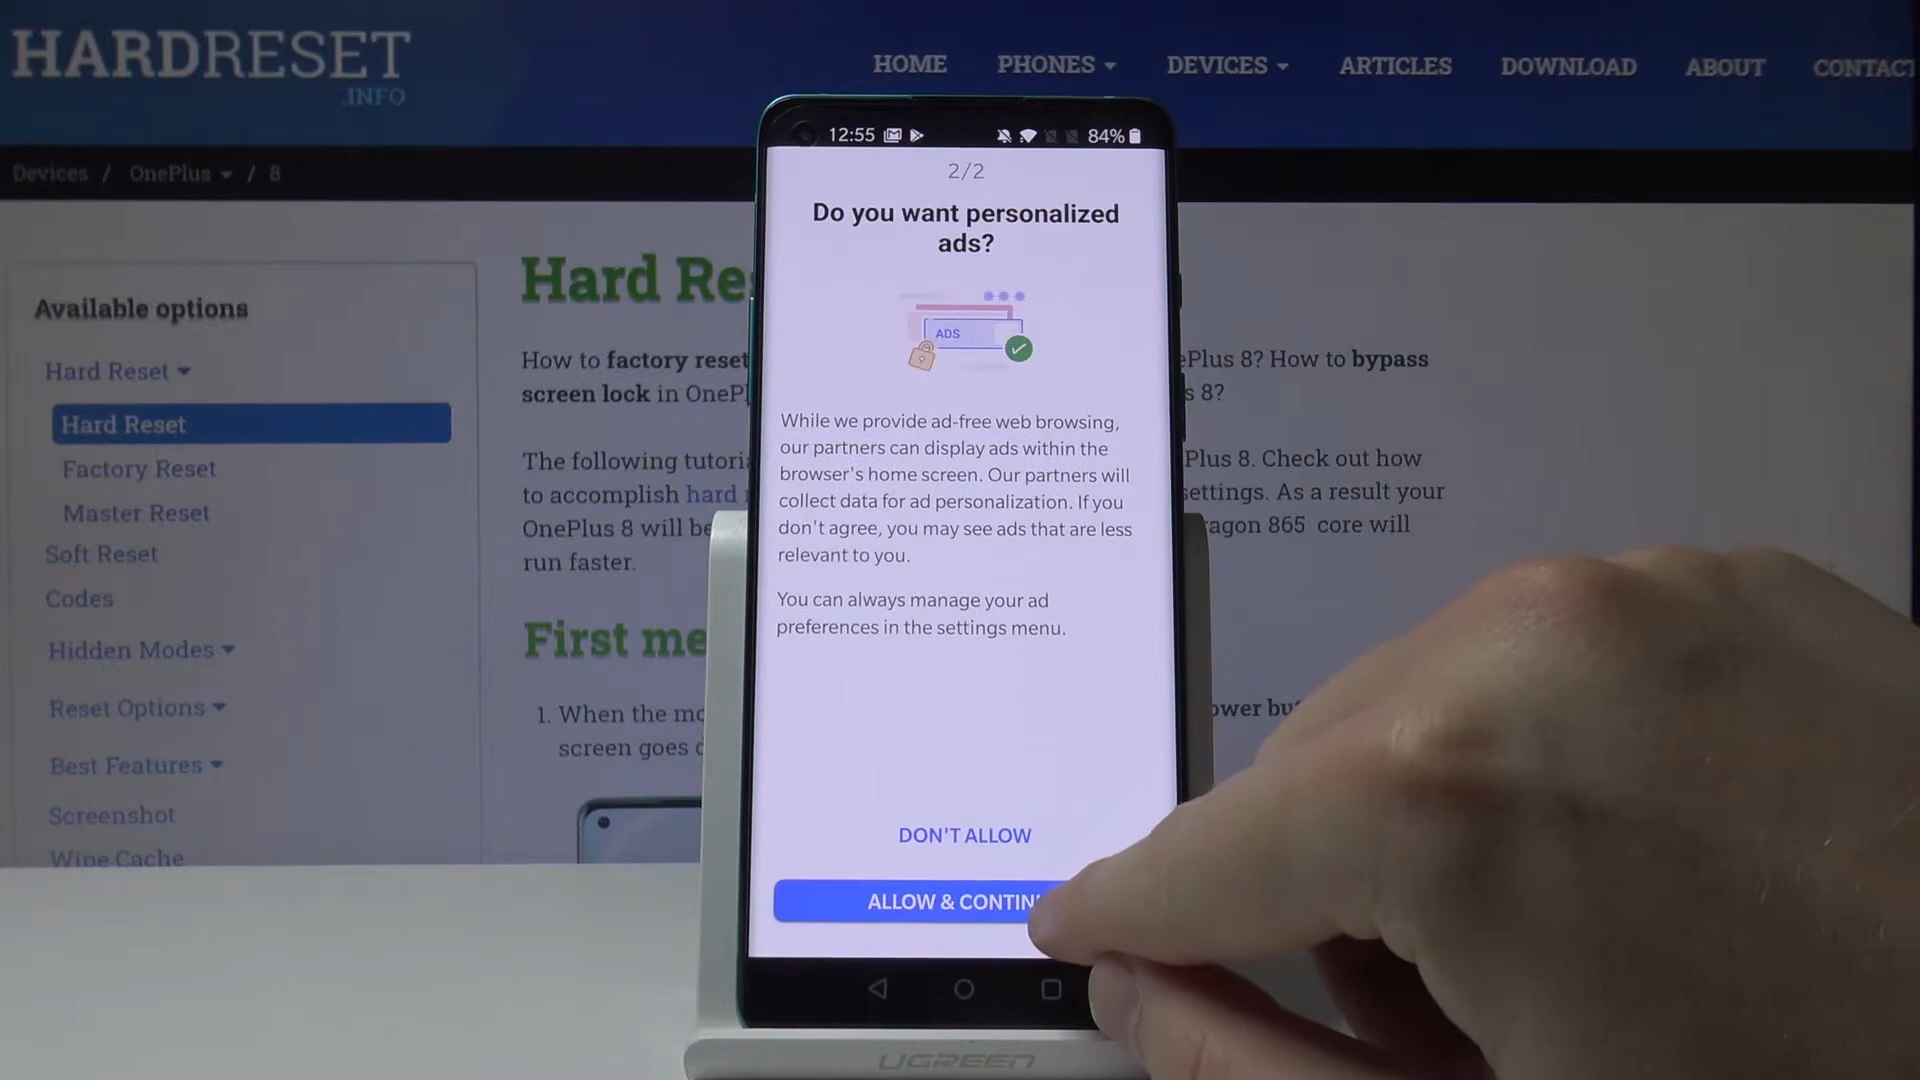 HARDRESET
.INFO
HOME PHONES DEVICES ARTICLES DOWNLOAD ABOUT CONTACT
Devices / OnePlus / 8
Available options
Hard Reset
Hard Reset
Factory Reset
Master Reset
Soft Reset
Codes
Hidden Modes
Reset Options
Best Features
Screenshot
Wipe Cache
Hard Re
How to factory reset
ePlus 8? How to bypass
screen lock in OneP
s 8?
The following tutori
Plus 8. Check out how
to accomplish hard
settings. As a result your
OnePlus 8 will be
ragon 865 core will
run faster.
First me
1. When the mo
ower but
screen goes
12:55 84%
2/2
Do you want personalized
ads?
ADS
While we provide ad-free web browsing,
our partners can display ads within the
browser's home screen. Our partners will
collect data for ad personalization. If you
don't agree, you may see ads that are less
relevant to you.
You can always manage your ad
preferences in the settings menu.
DON'T ALLOW
ALLOW & CONTIN
UGREEN